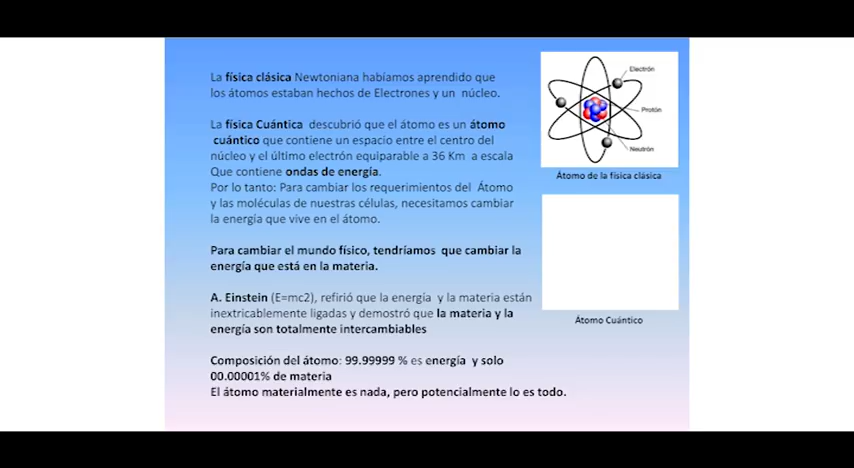 La física clásica Newtoniana habíamos aprendido que
los átomos estaban hechos de Electrones y un núcleo.
La física Cuántica descubrió que el átomo es un átomo
cuántico que contiene un espacio entre el centro del
núcleo y el último electrón equiparable a 36 Km a escala
Que contiene ondas de energía.
Por lo tanto: Para cambiar los requerimientos del Átomo
y las moléculas de nuestras células, necesitamos cambiar
la energía que vive en el átomo.
Para cambiar el mundo físico, tendríamos que cambiar la
energía que está en la materia.
A. Einstein (E=mc2), refirió que la energía y la materia están
inextricablemente ligadas y demostró que la materia y la
energía son totalmente intercambiables
Composición del átomo: 99.99999 % es energía y solo
00.00001% de materia
El átomo materialmente es nada, pero potencialmente lo es todo.
Electrón
Protón
Neutrón
Átomo de la física clásica
Átomo Cuántico